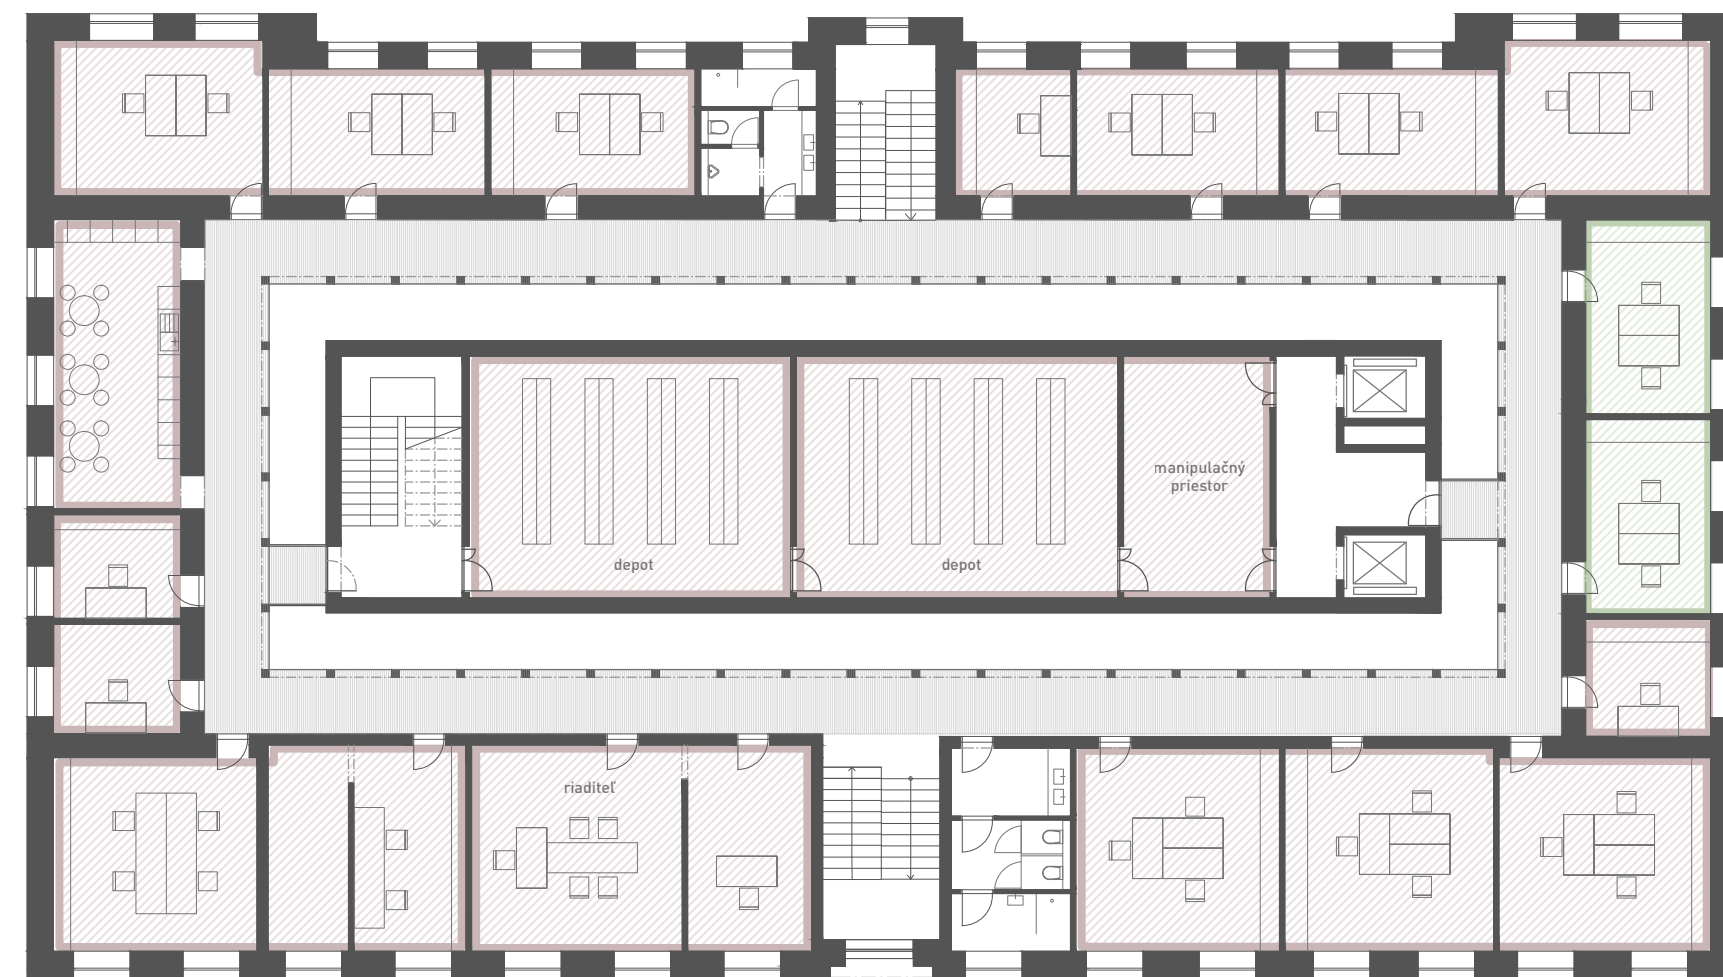 manipulačný
priestor
depot
depot
riaditeľ